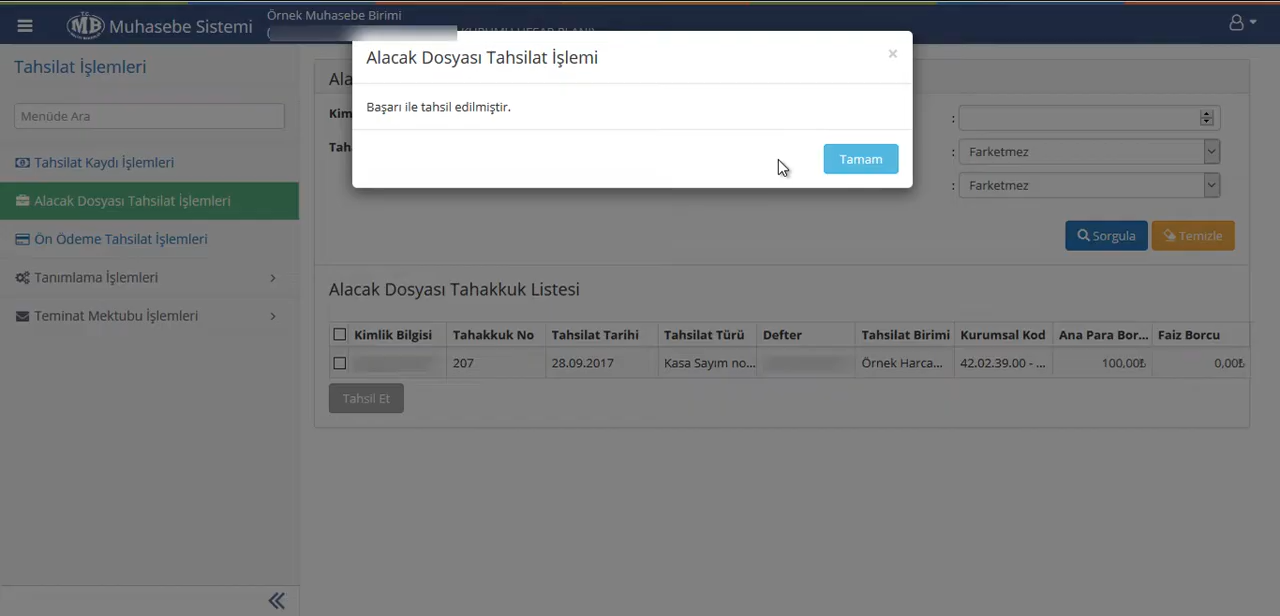 T.C.
MB Muhasebe Sistemi
Örnek Muhasebe Birimi
Tahsilat İşlemleri
Menüde Ara
Tahsilat Kaydı İşlemleri
Alacak Dosyası Tahsilat İşlemleri
Ön Ödeme Tahsilat İşlemleri
Tanımlama İşlemleri
Teminat Mektubu İşlemleri
Alacak Dosyası Tahsilat İşlemi ×
Başarı ile tahsil edilmiştir.
Tamam
Ala
Kim :
Tah : Farketmez
: Farketmez
Sorgula Temizle
Alacak Dosyası Tahakkuk Listesi
Kimlik Bilgisi Tahakkuk No Tahsilat Tarihi Tahsilat Türü Defter Tahsilat Birimi Kurumsal Kod Ana Para Bor... Faiz Borcu
207 28.09.2017 Kasa Sayım no... Örnek Harca... 42.02.39.00 - ... 100,00₺ 0,00₺
Tahsil Et